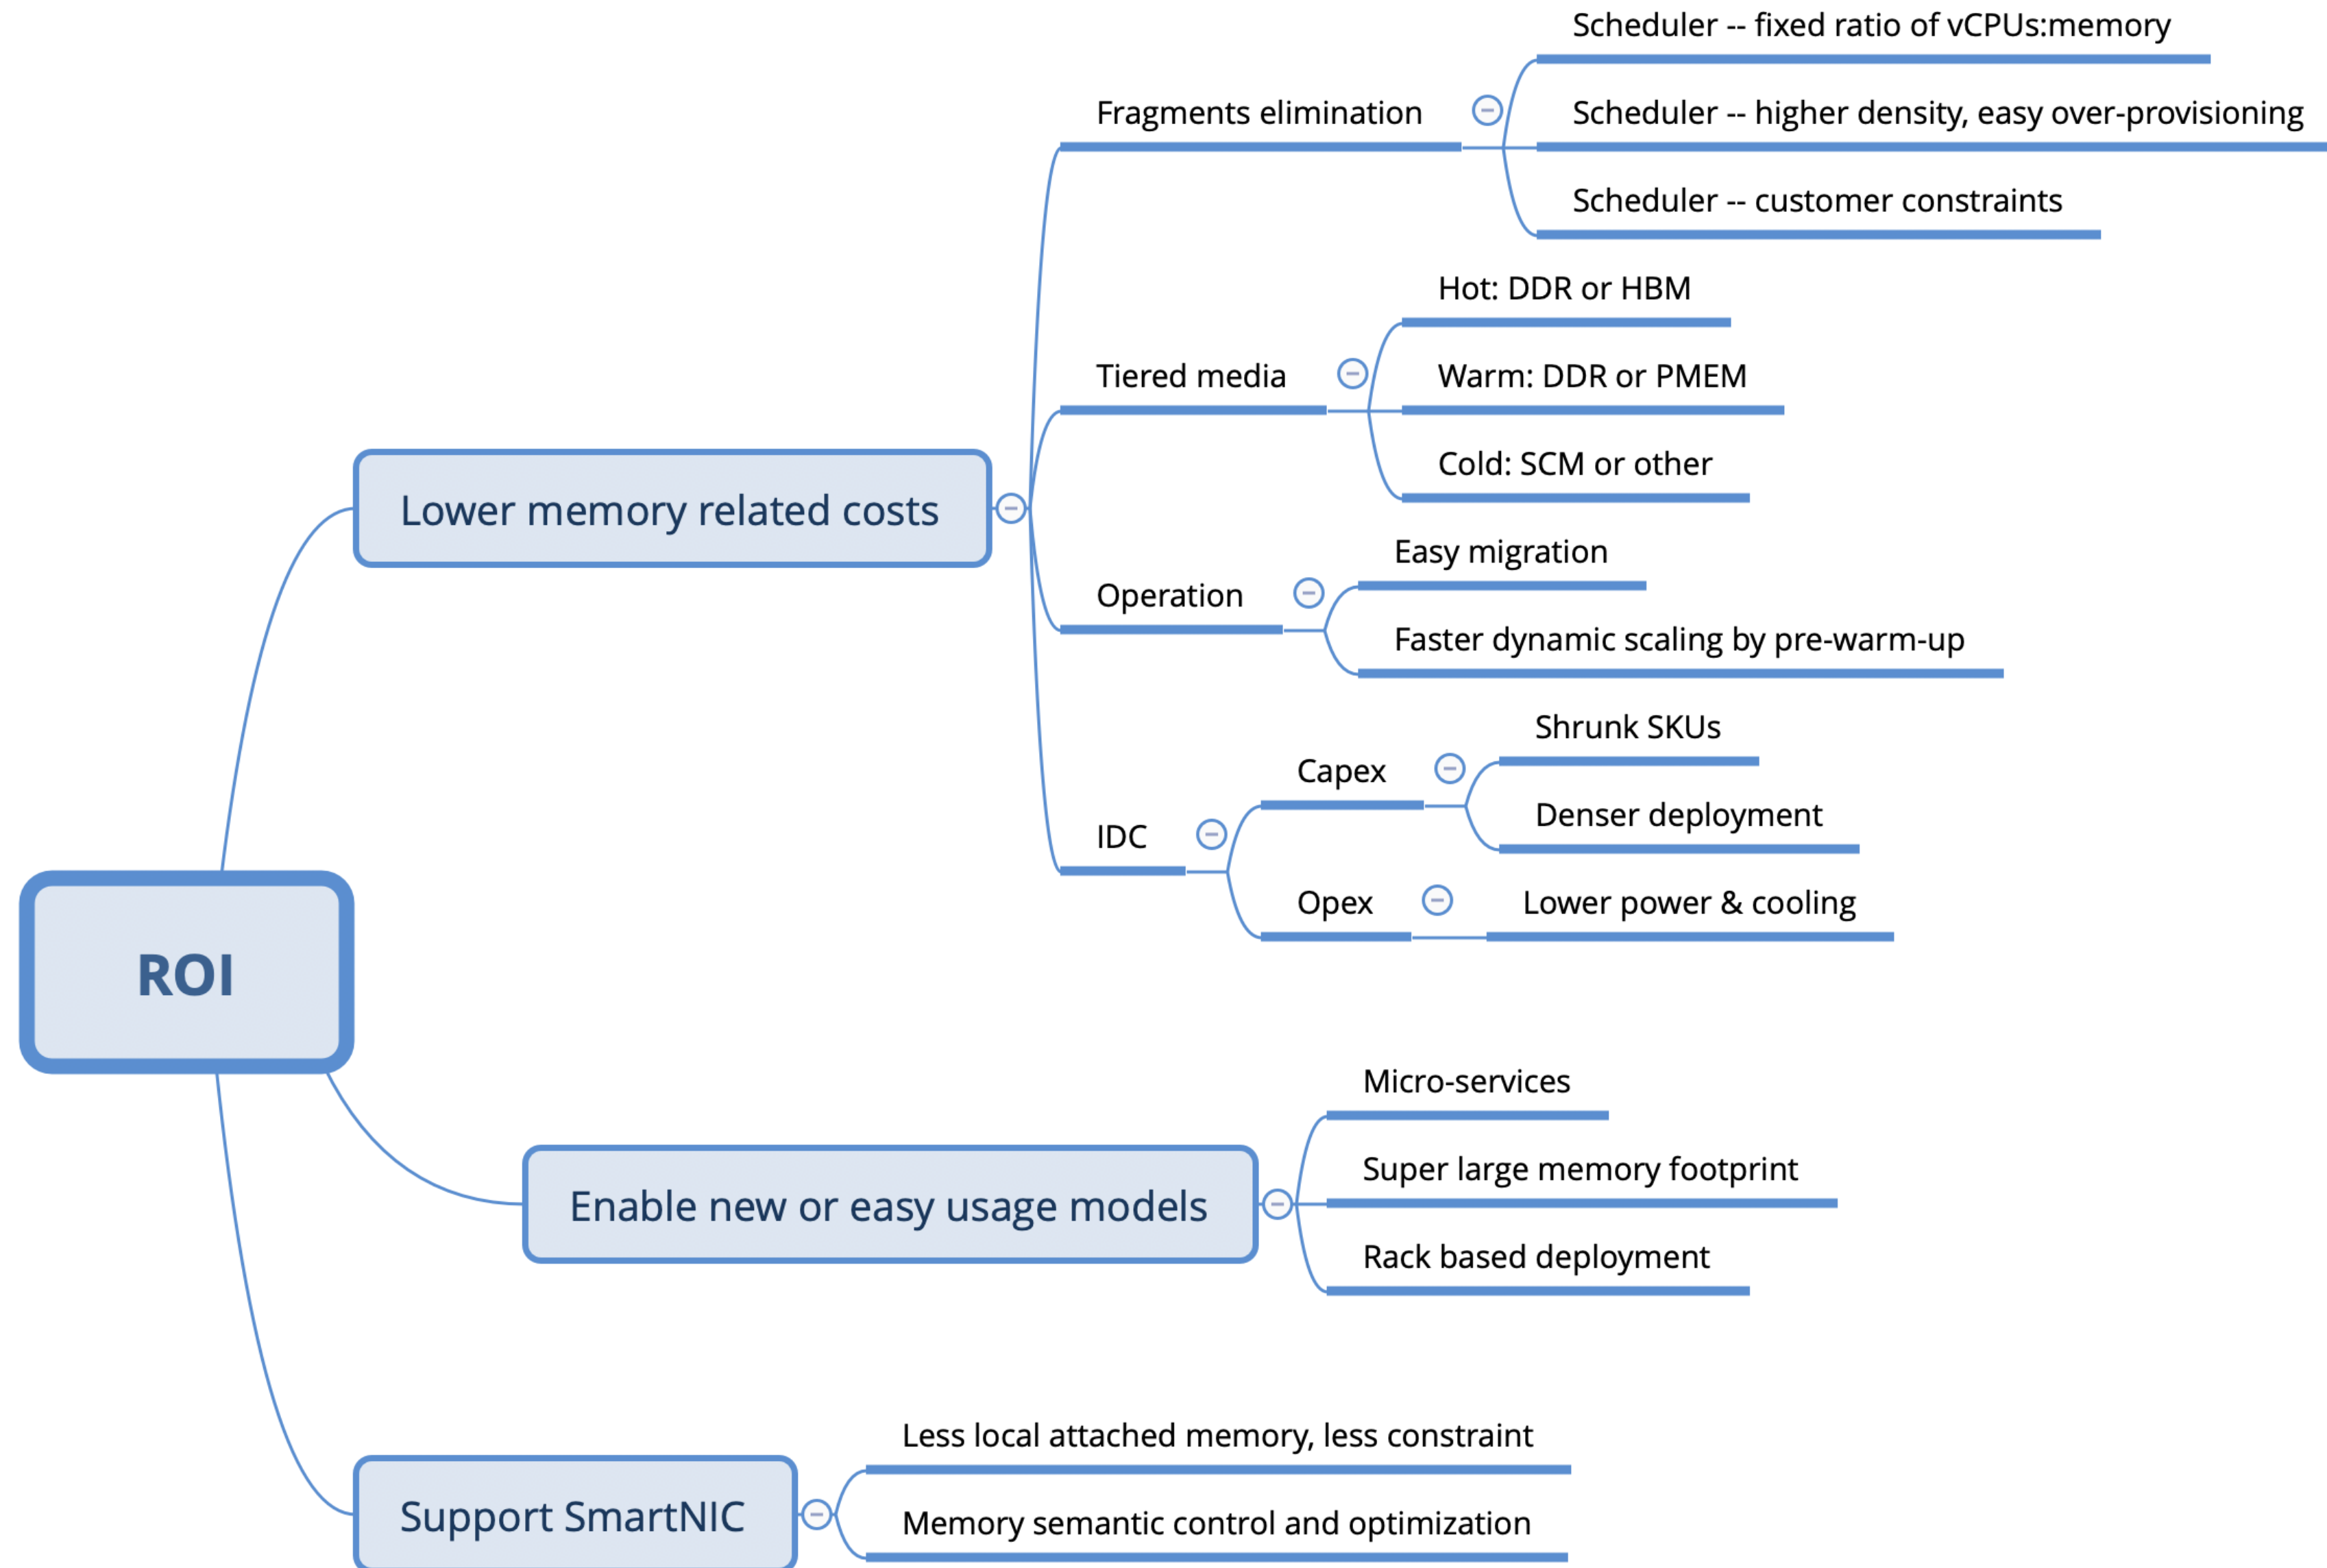 ROI
Lower memory related costs
Fragments elimination
Scheduler -- fixed ratio of vCPUs:memory
Scheduler -- higher density, easy over-provisioning
Scheduler -- customer constraints
Tiered media
Hot: DDR or HBM
Warm: DDR or PMEM
Cold: SCM or other
Operation
Easy migration
Faster dynamic scaling by pre-warm-up
IDC
Capex
Shrunk SKUs
Denser deployment
Opex
Lower power & cooling
Enable new or easy usage models
Micro-services
Super large memory footprint
Rack based deployment
Support SmartNIC
Less local attached memory, less constraint
Memory semantic control and optimization